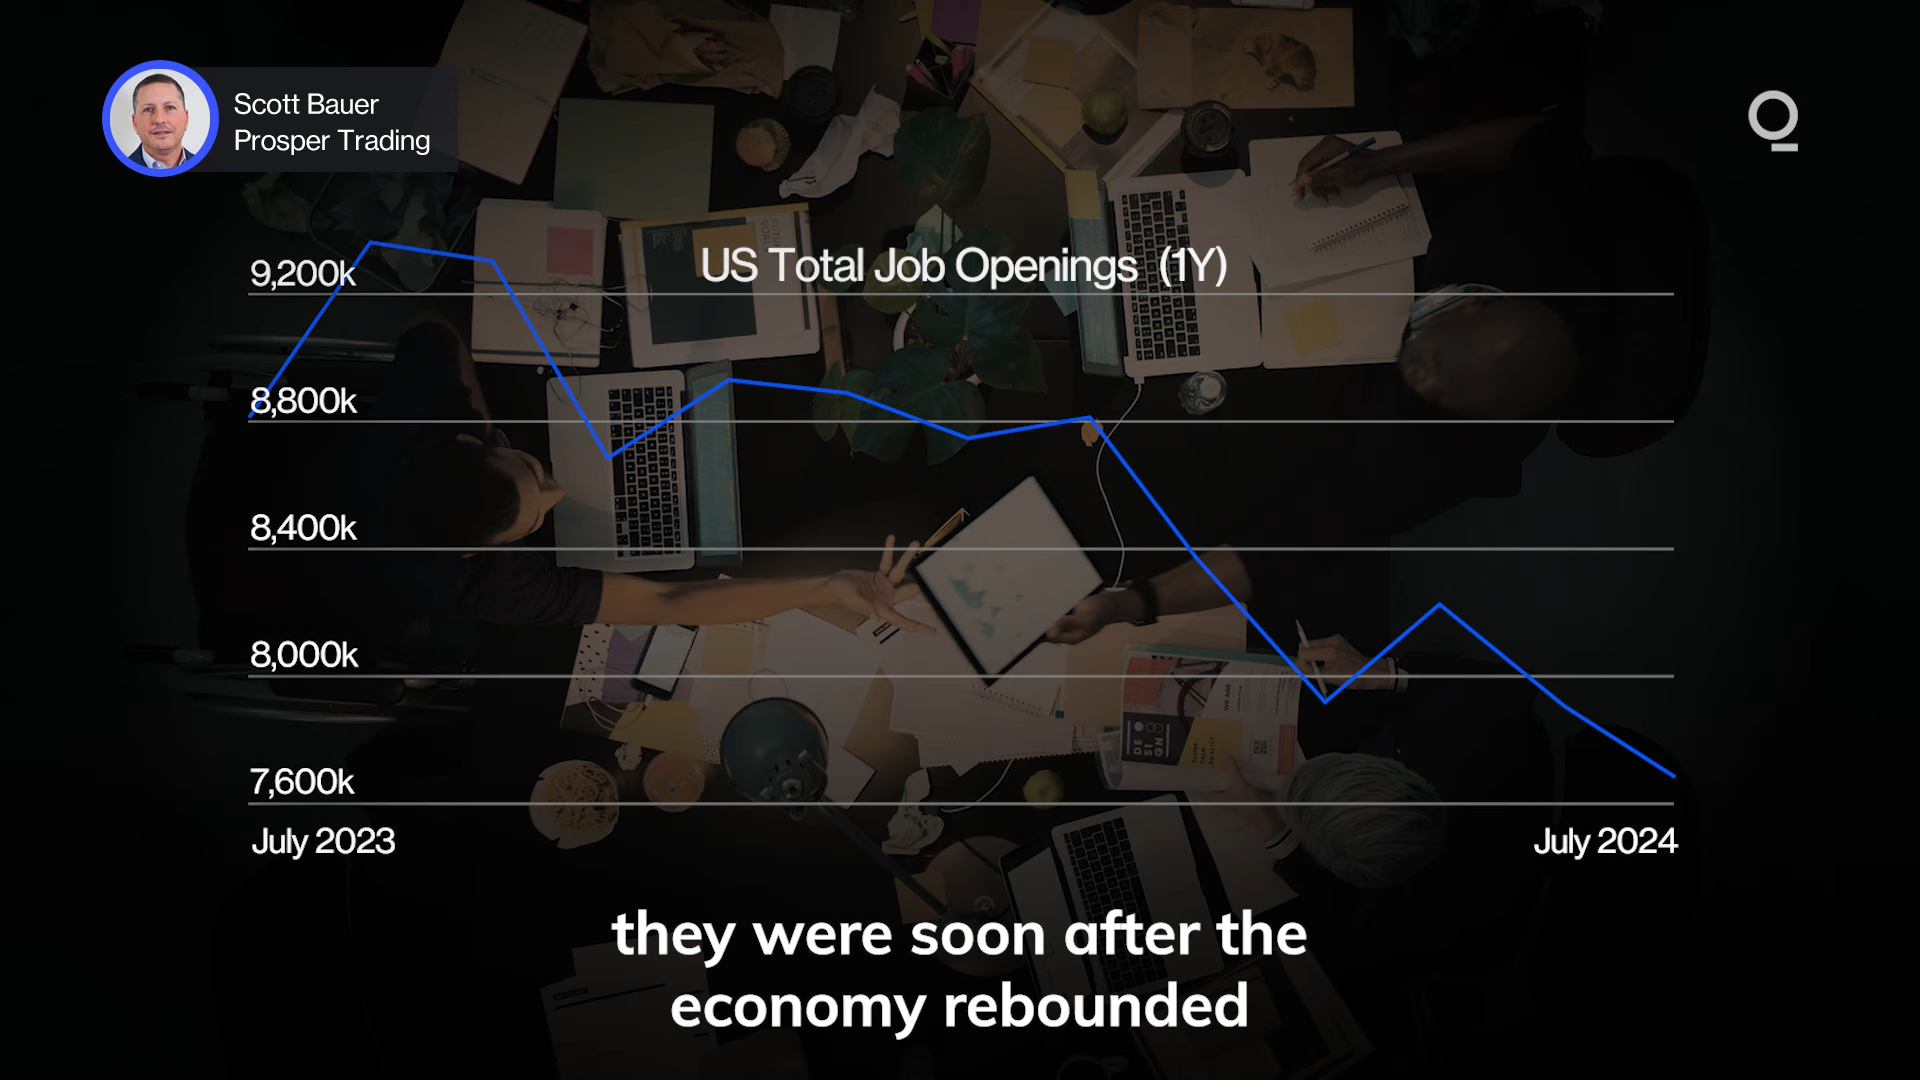 Scott Bauer
Prosper Trading
US Total Job Openings (1Y)
9,200k
8,800k
8,400k
8,000k
7,600k
July 2023
July 2024
they were soon after the
economy rebounded